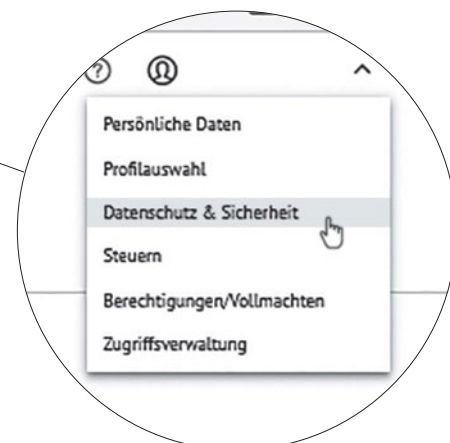 Persönliche Daten
Profilauswahl
Datenschutz & Sicherheit
Steuern
Berechtigungen/Vollmachten
Zugriffsverwaltung